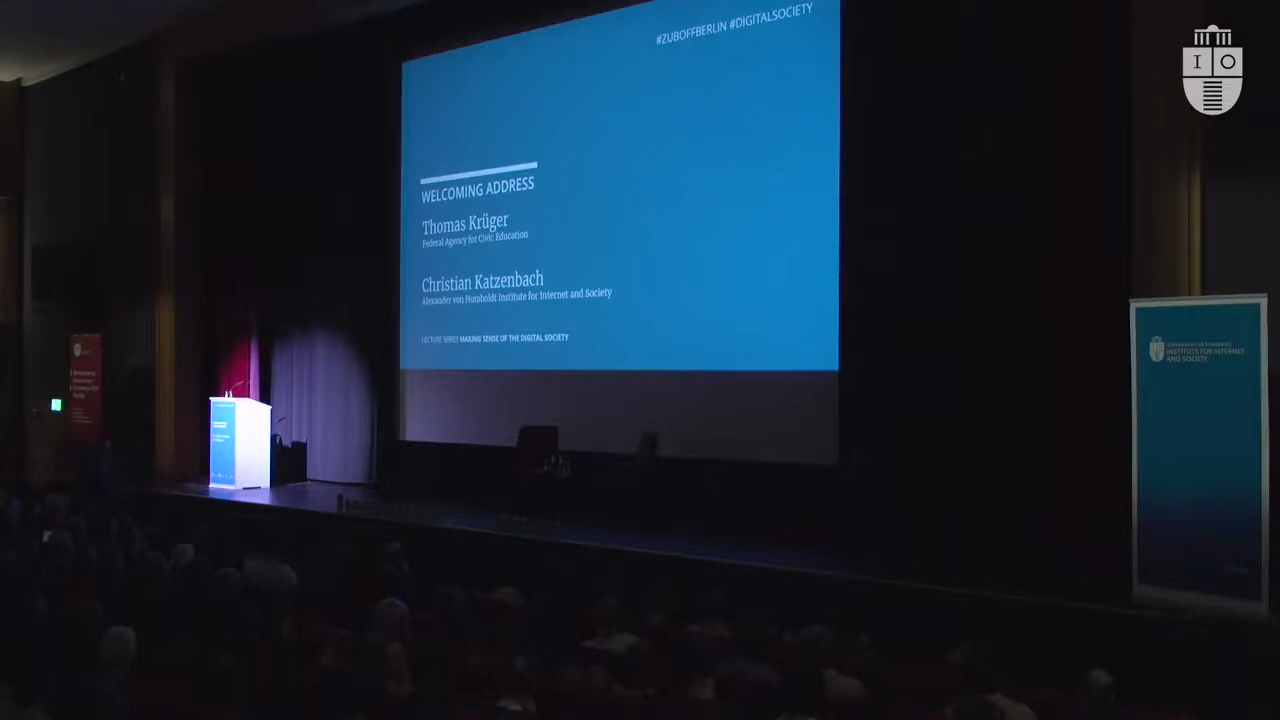 #ZUBOFFBERLIN #DIGITALSOCIETY
I O
WELCOMING ADDRESS
Thomas Krüger
Federal Agency for Civic Education
Christian Katzenbach
Alexander von Humboldt Institute for Internet and Society
LECTURE SERIES MAKING SENSE OF THE DIGITAL SOCIETY
INSTITUTE FOR INTERNET
AND SOCIETY